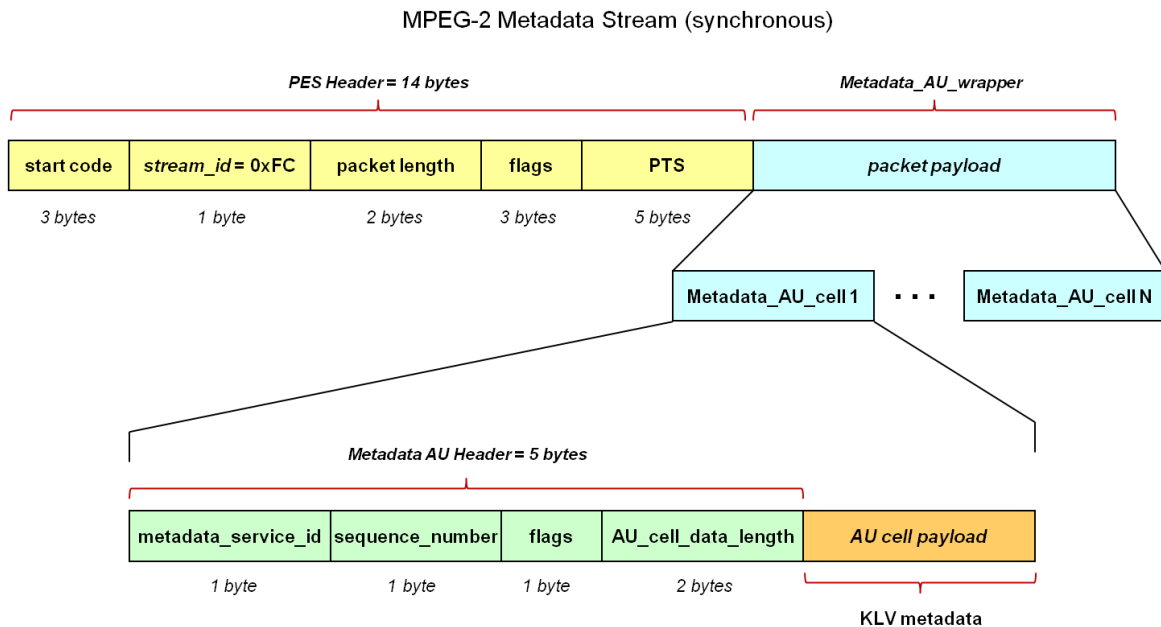 MPEG-2 Metadata Stream (synchronous)
PES Header = 14 bytes
Metadata_AU_wrapper
start code
stream_id = 0xFC
packet length
flags
PTS
packet payload
3 bytes
1 byte
2 bytes
3 bytes
5 bytes
Metadata_AU_cell 1
. . .
Metadata_AU_cell N
Metadata AU Header = 5 bytes
metadata_service_id
sequence_number
flags
AU_cell_data_length
AU cell payload
1 byte
1 byte
1 byte
2 bytes
KLV metadata